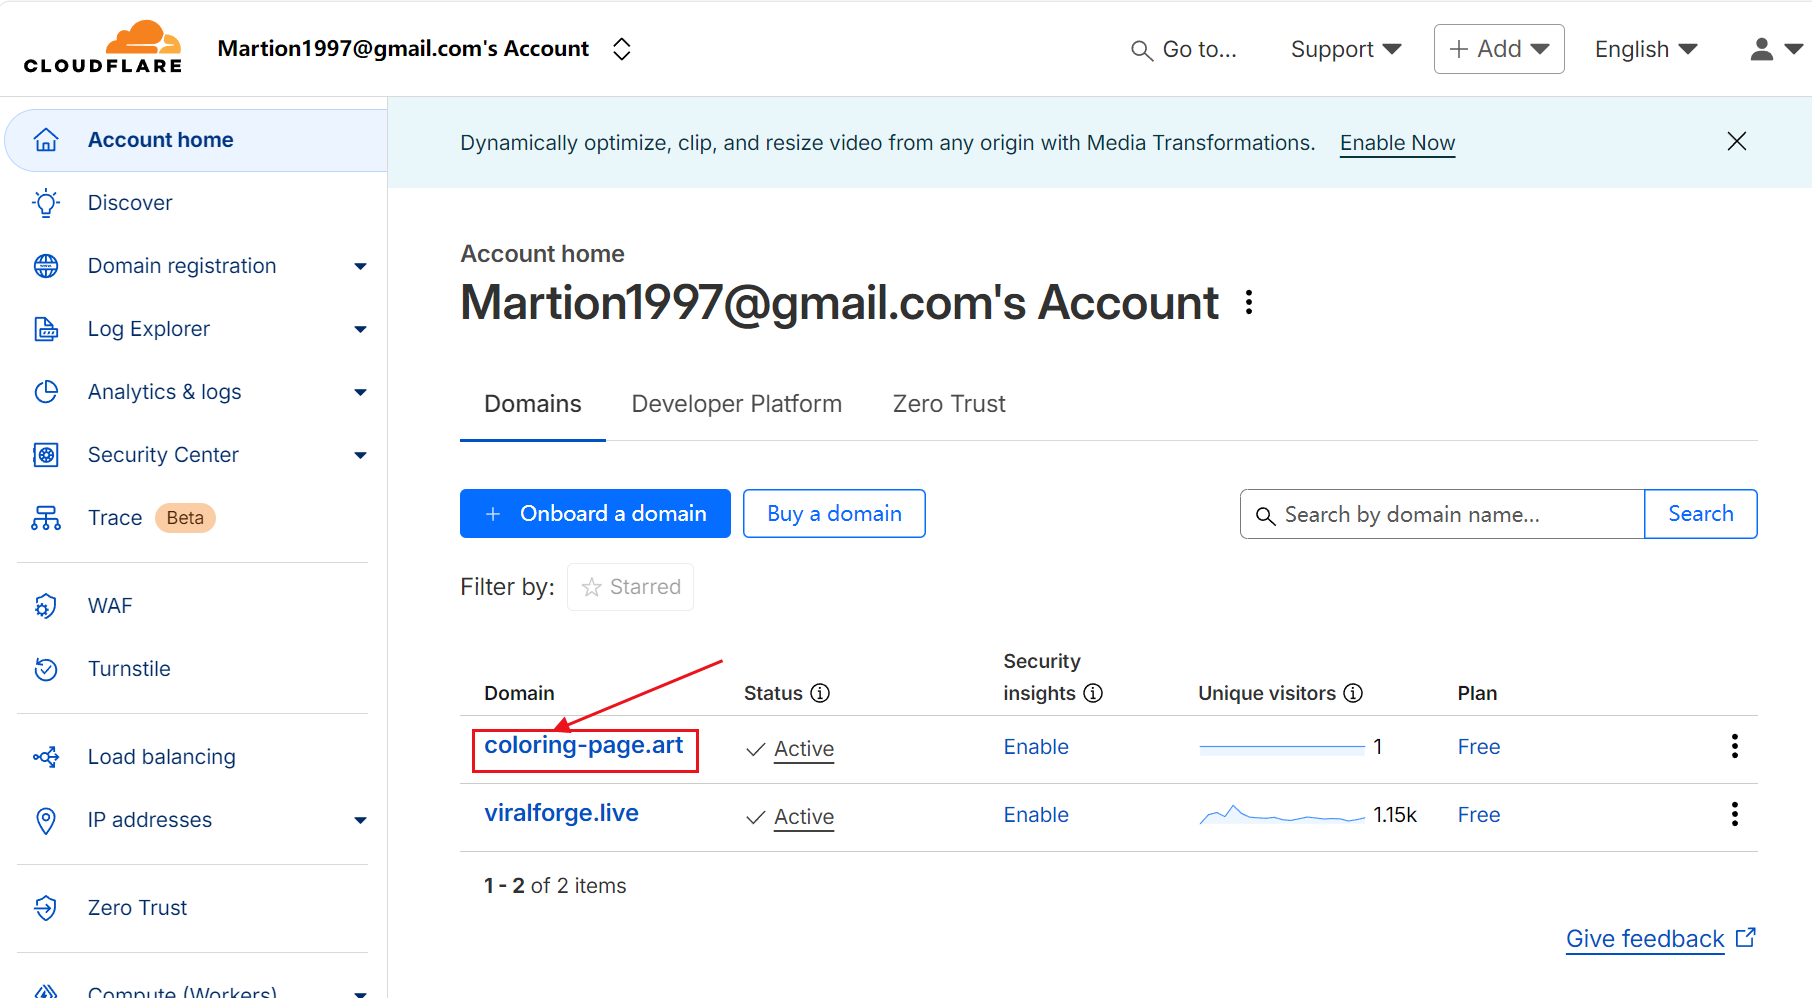 CLOUDFLARE
Martion1997@gmail.com's Account
Go to...
Support
+ Add
English
Account home
Discover
Domain registration
Log Explorer
Analytics & logs
Security Center
Trace Beta
WAF
Turnstile
Load balancing
IP addresses
Zero Trust
Compute (Workers)
Dynamically optimize, clip, and resize video from any origin with Media Transformations. Enable Now
Account home
Martion1997@gmail.com's Account
Domains Developer Platform Zero Trust
+ Onboard a domain Buy a domain
Search by domain name... Search
Filter by: Starred
Domain Status Security insights Unique visitors Plan
coloring-page.art Active Enable 1 Free
viralforge.live Active Enable 1.15k Free
1 - 2 of 2 items
Give feedback